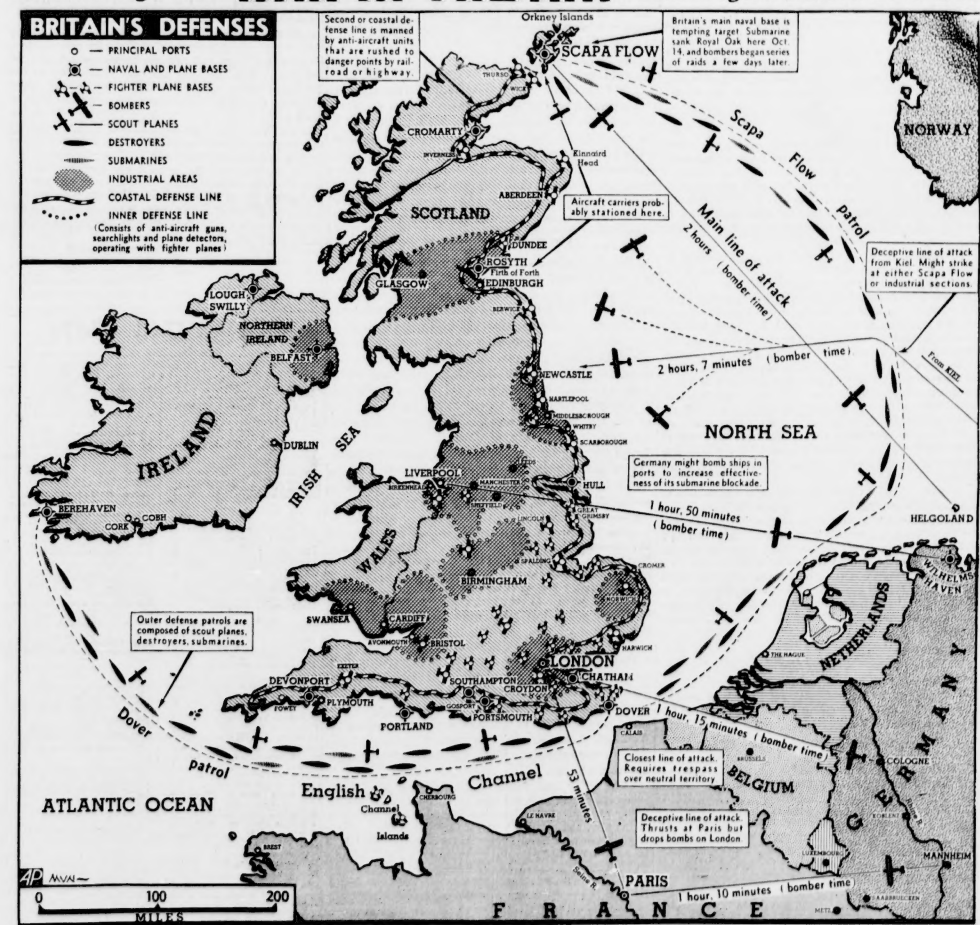 BRITAIN'S DEFENSES
— PRINCIPAL PORTS
— NAVAL AND PLANE BASES
— FIGHTER PLANE BASES
— BOMBERS
— SCOUT PLANES
— DESTROYERS
SUBMARINES
INDUSTRIAL AREAS
COASTAL DEFENSE LINE
INNER DEFENSE LINE
(Consists of anti-aircraft guns,
searchlights and plane detectors,
operating with fighter planes)
Second or coastal de-
fense line is manned
by anti-aircraft units
that are rushed to
danger points by rail-
road or highway.
Orkney Islands
SCAPA FLOW
Britain's main naval base is
tempting target. Submarine
sank Royal Oak here Oct.
14, and bombers began series
of raids a few days later.
NORWAY
THURSO
WICK
Scapa
Flow
patrol
CROMARTY
INVERNESS
Kinnaird
Head
ABERDEEN
Aircraft carriers prob-
ably stationed here.
SCOTLAND
Main line of attack
2 hours (bomber time)
Deceptive line of attack
from Kiel. Might strike
at either Scapa Flow
or industrial sections.
DUNDEE
ROSYTH
Firth of Forth
EDINBURGH
GLASGOW
BERWICK
LOUGH
SWILLY
NORTHERN
IRELAND
BELFAST
2 hours, 7 minutes (bomber time)
From KIEL
NEWCASTLE
HARTLEPOOL
MIDDLESBOROUGH
WHITBY
SCARBOROUGH
NORTH SEA
IRELAND
DUBLIN
IRISH SEA
LIVERPOOL
BIRKENHEAD
MANCHESTER
LEEDS
SHEFFIELD
HULL
GREAT
GRIMSBY
Germany might bomb ships in
ports to increase effective-
ness of its submarine blockade.
1 hour, 50 minutes
(bomber time)
HELGOLAND
WILHELMS
HAVEN
BEREHAVEN
CORK
COBH
WALES
LINCOLN
SPALDING
CROMER
NORWICH
BIRMINGHAM
Outer defense patrols are
composed of scout planes,
destroyers, submarines.
SWANSEA
CARDIFF
AVONMOUTH
BRISTOL
HARWICH
LONDON
CHATHAM
CROYDON
THE HAGUE
NETHERLANDS
GERMANY
DEVONPORT
EXETER
FOWEY
PLYMOUTH
PORTLAND
SOUTHAMPTON
GOSPORT
PORTSMOUTH
DOVER
CALAIS
1 hour, 15 minutes (bomber time)
Dover
patrol
Closest line of attack.
Requires trespass
over neutral territory
BRUSSELS
BELGIUM
COLOGNE
KOBLENZ
English Channel
Channel
Islands
CHERBOURG
LE HAVRE
53 minutes
Deceptive line of attack.
Thrusts at Paris but
drops bombs on London
LUXEMBOURG
MANNHEIM
ATLANTIC OCEAN
BREST
Seine R.
PARIS
1 hour, 10 minutes (bomber time)
SAARBRUECKEN
METZ
FRANCE
AP
0 100 200
MILES